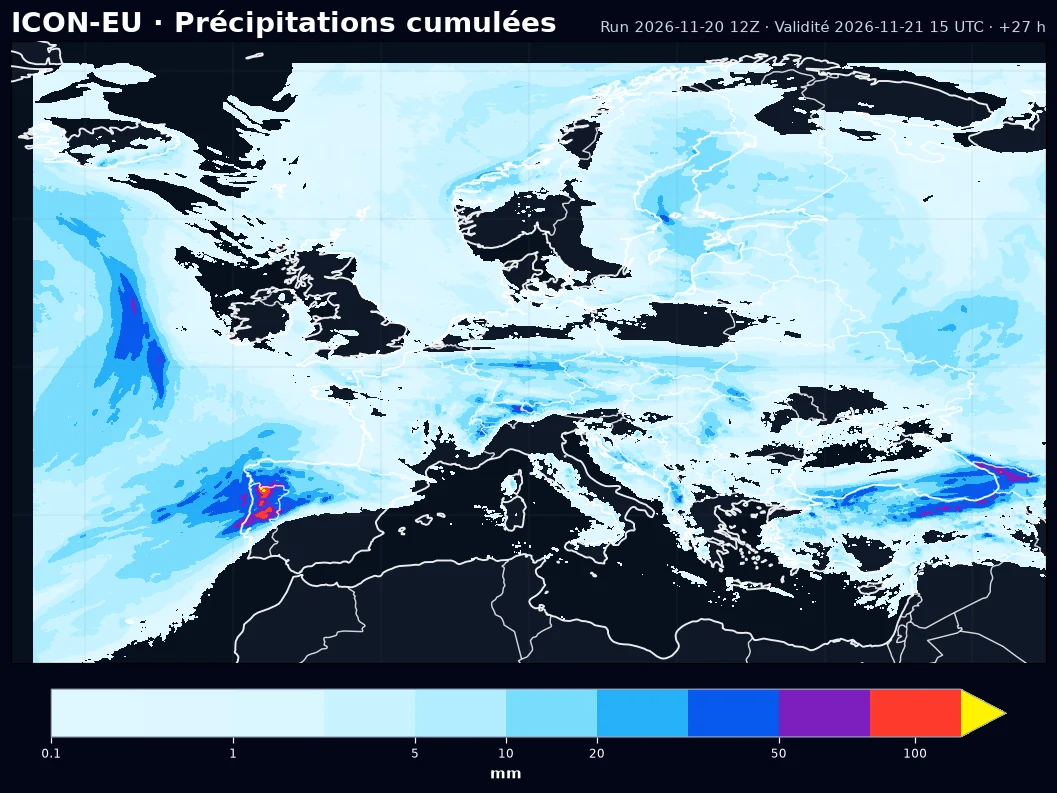 ICON-EU · Précipitations cumulées
Run 2026-11-20 12Z · Validité 2026-11-21 15 UTC · +27 h
0.1 1 5 10 20 50 100
mm